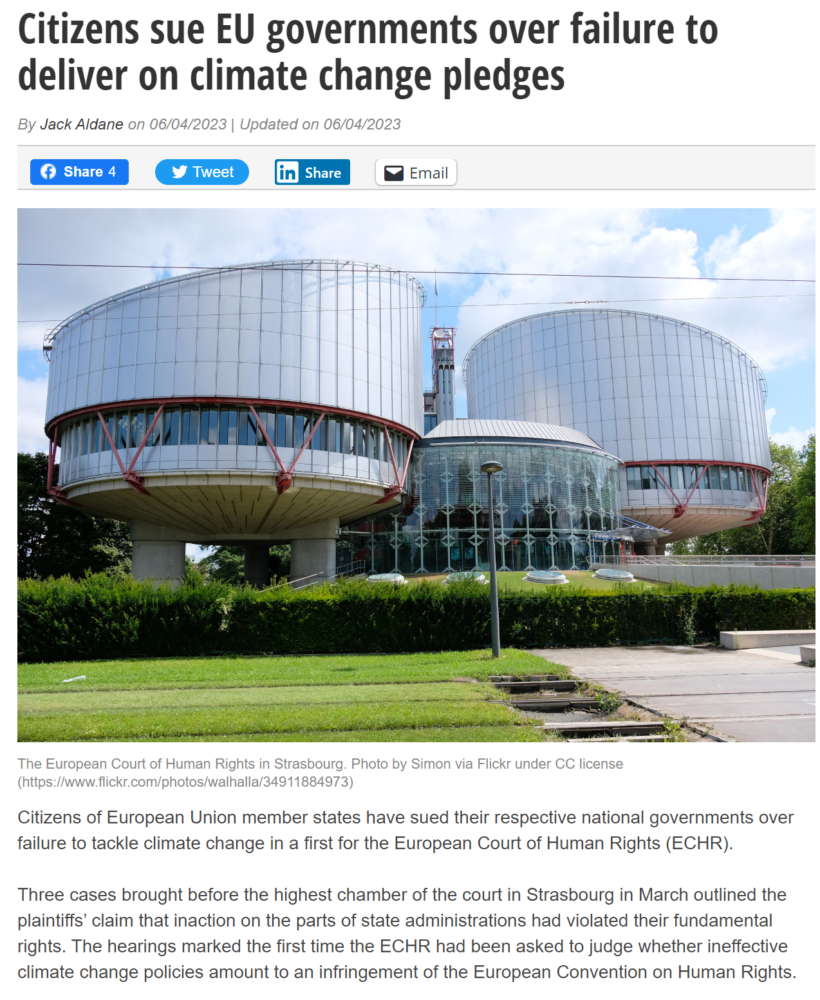 Citizens sue EU governments over failure to
deliver on climate change pledges
By Jack Aldane on 06/04/2023 | Updated on 06/04/2023
Share 4
Tweet
in Share
Email
The European Court of Human Rights in Strasbourg. Photo by Simon via Flickr under CC license
(https://www.flickr.com/photos/walhalla/34911884973)
Citizens of European Union member states have sued their respective national governments over
failure to tackle climate change in a first for the European Court of Human Rights (ECHR).
Three cases brought before the highest chamber of the court in Strasbourg in March outlined the
plaintiffs’ claim that inaction on the parts of state administrations had violated their fundamental
rights. The hearings marked the first time the ECHR had been asked to judge whether ineffective
climate change policies amount to an infringement of the European Convention on Human Rights.